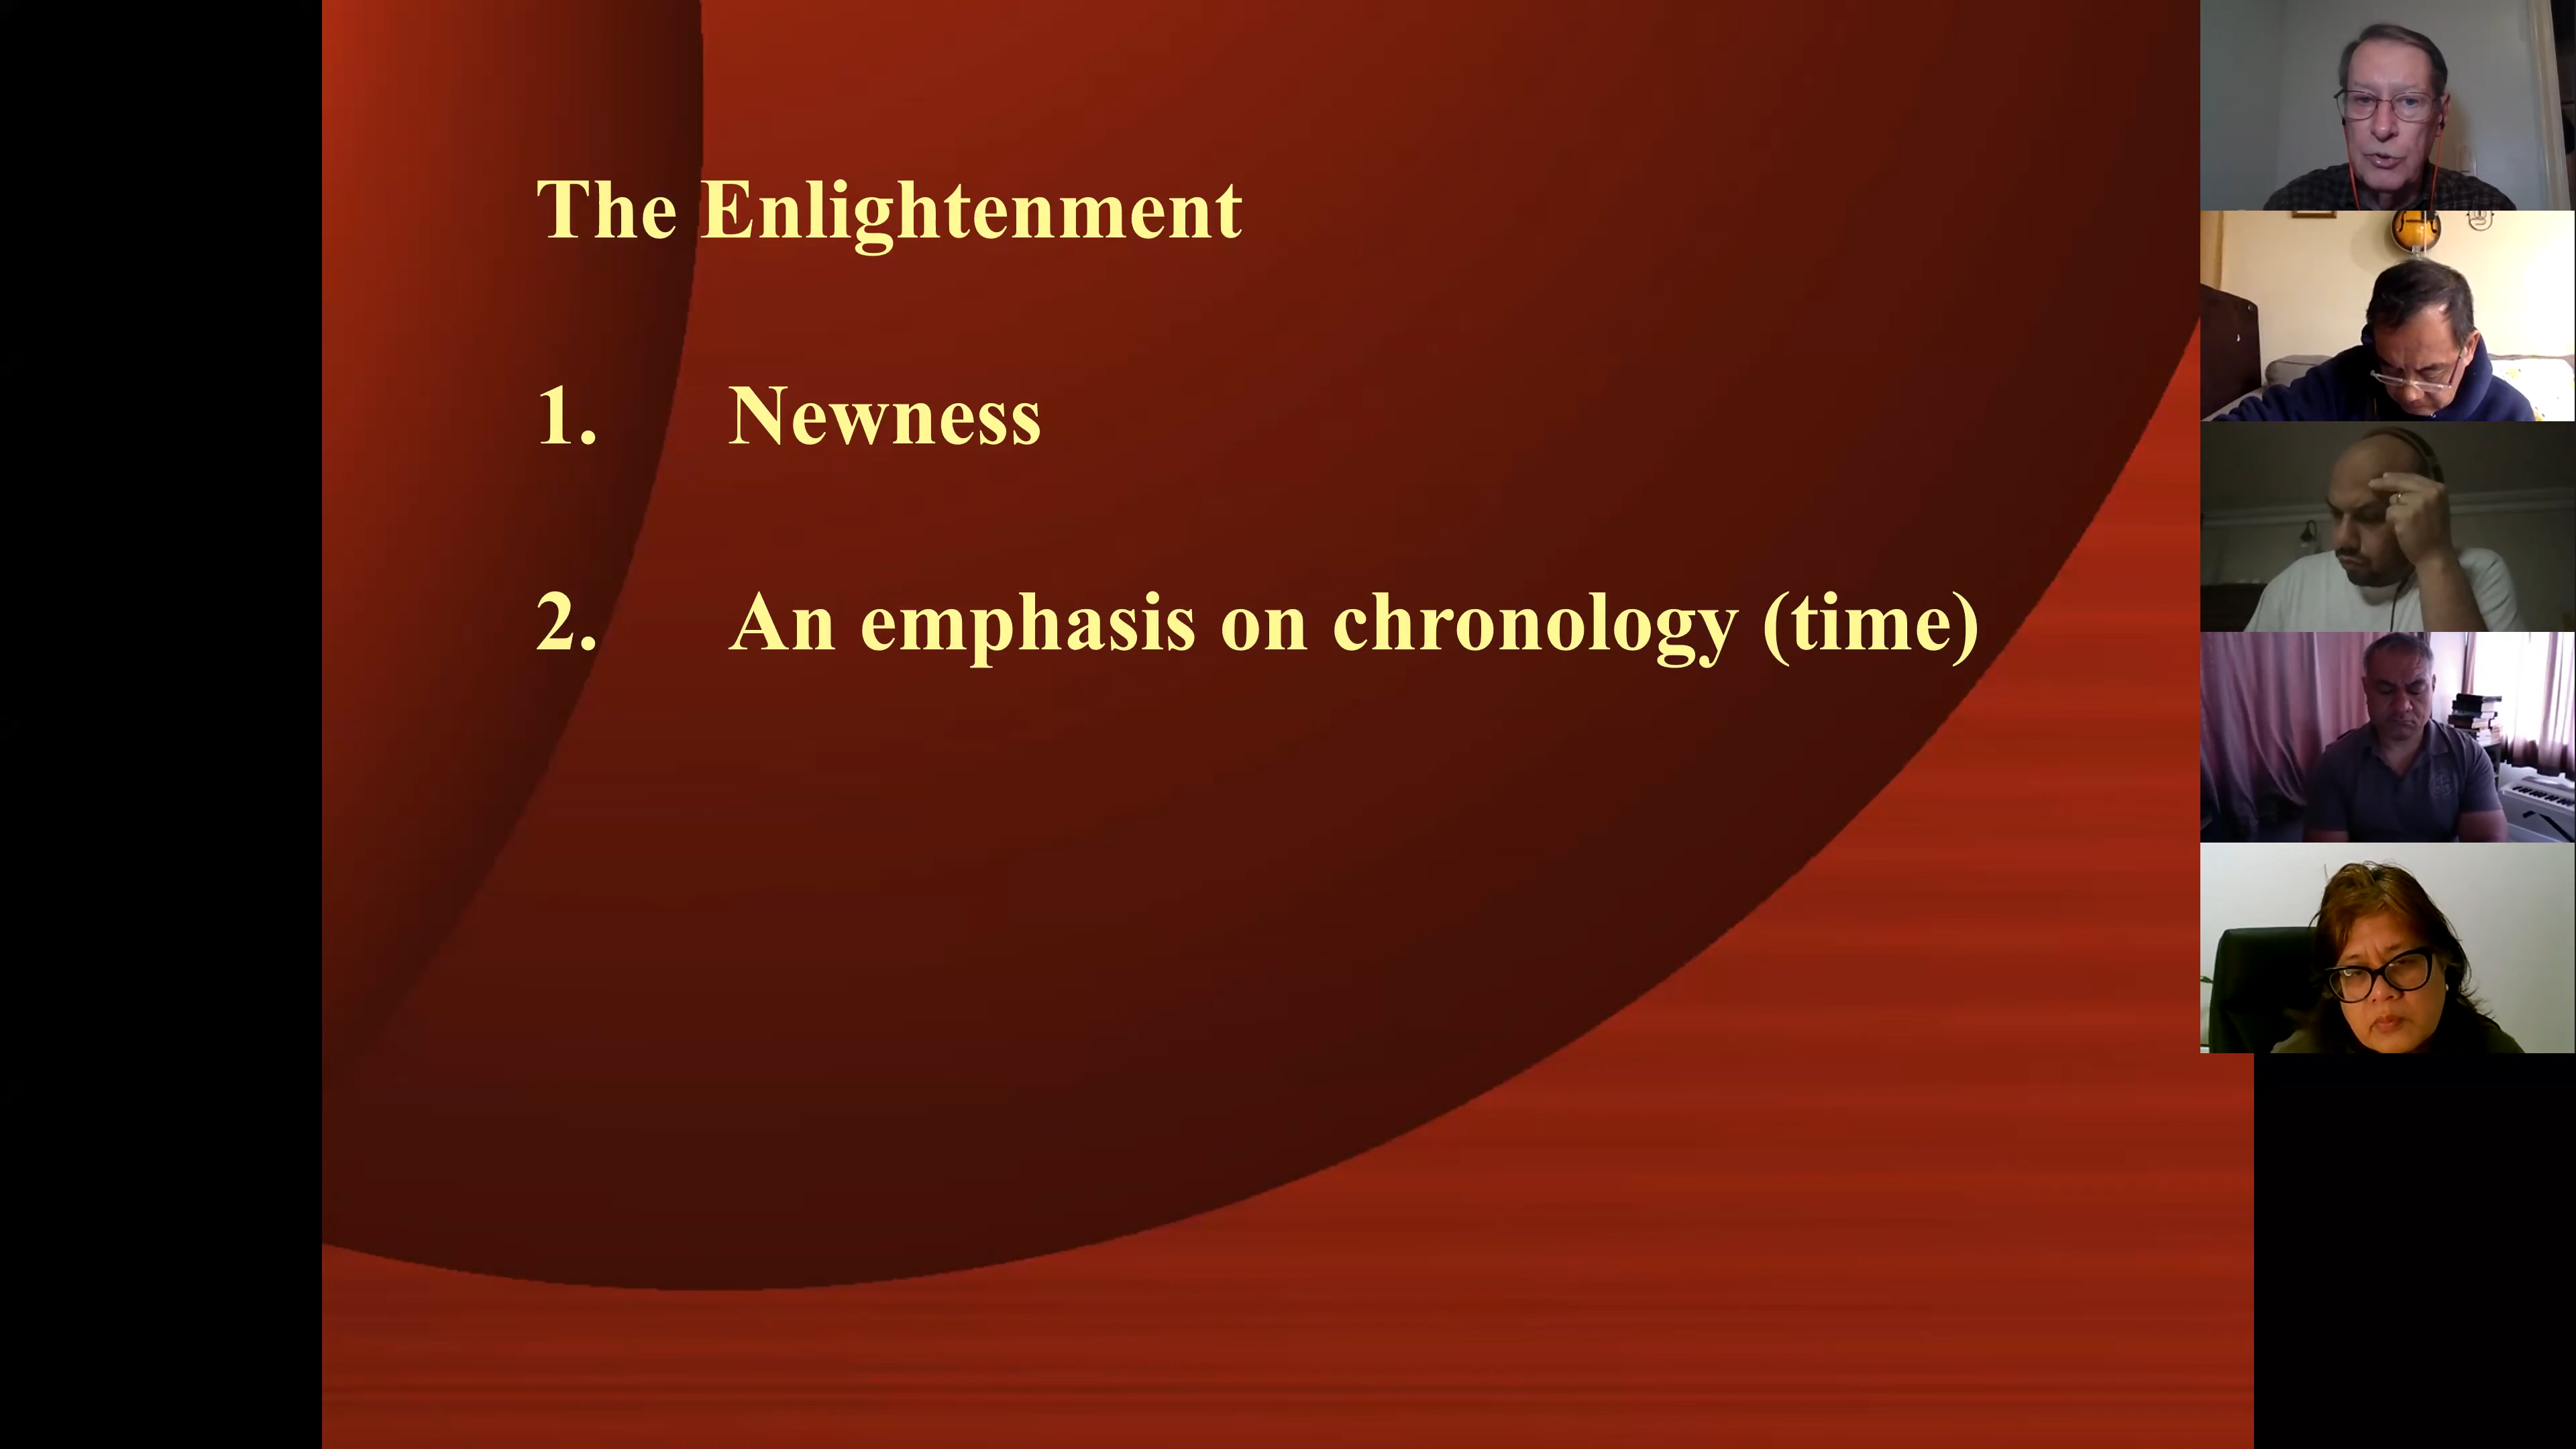 The Enlightenment
1. Newness
2. An emphasis on chronology (time)